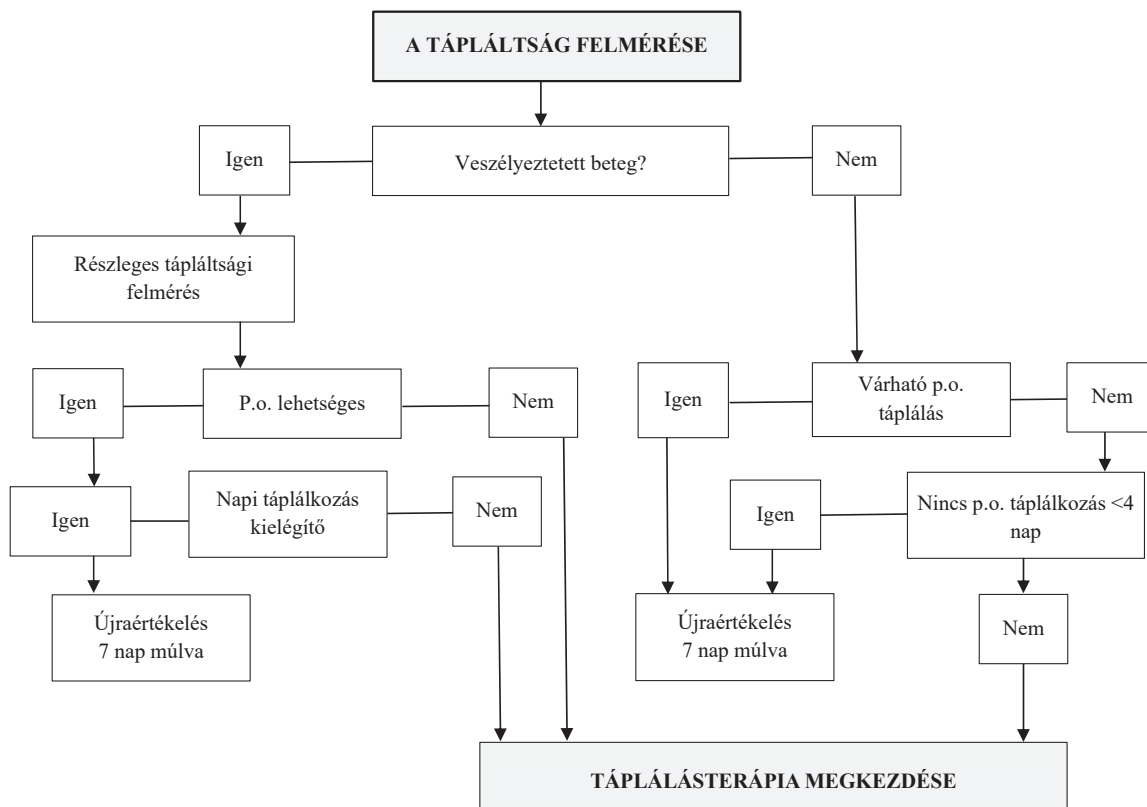 A TÁPLÁLTSÁG FELMÉRÉSE
Igen
Veszélyeztetett beteg?
Nem
Részleges tápláltsági
felmérés
Igen
P.o. lehetséges
Nem
Igen
Várható p.o.
táplálás
Nem
Igen
Napi táplálkozás
kielégítő
Nem
Igen
Nincs p.o. táplálkozás <4
nap
Újraértékelés
7 nap múlva
Újraértékelés
7 nap múlva
Nem
TÁPLÁLÁSTERÁPIA MEGKEZDÉSE